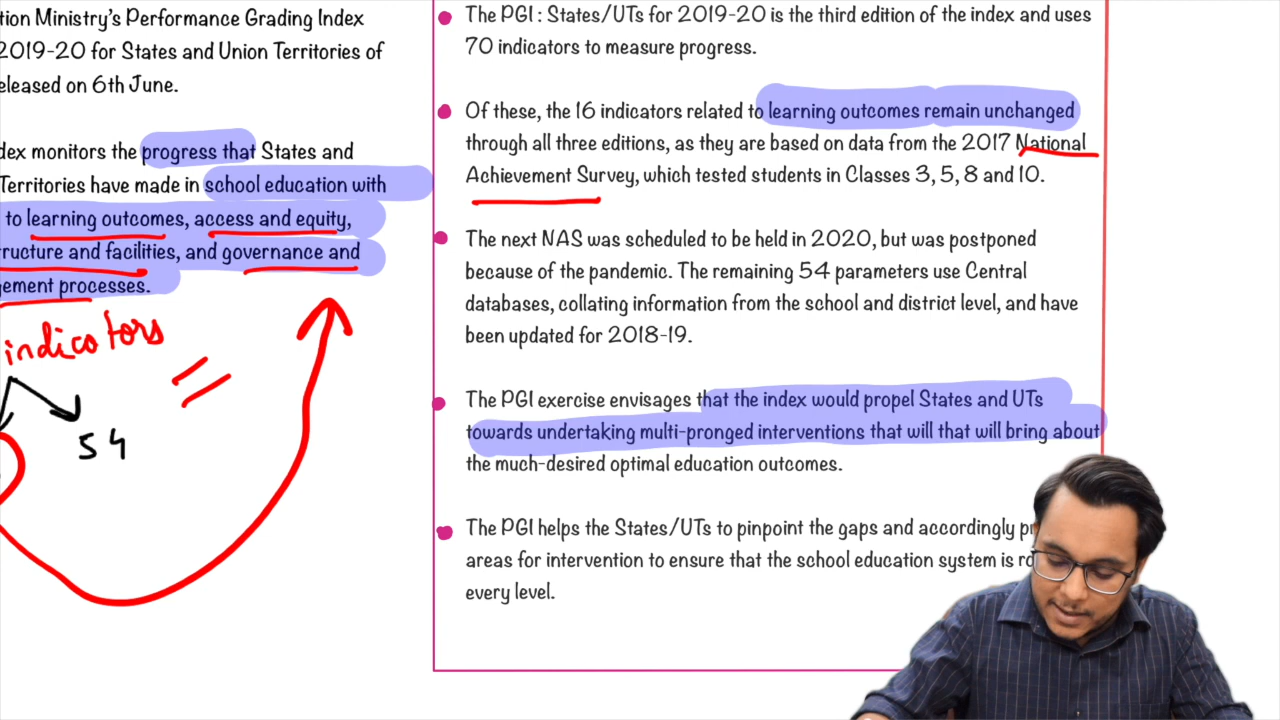 tion Ministry's Performance Grading Index
2019-20 for States and Union Territories of
eleased on 6th June.
dex monitors the progress that States and
Territories have made in school education with
to learning outcomes, access and equity,
ructure and facilities, and governance and
gement processes.
indicators
54
The PGI : States/UTs for 2019-20 is the third edition of the index and uses
70 indicators to measure progress.
Of these, the 16 indicators related to learning outcomes remain unchanged
through all three editions, as they are based on data from the 2017 National
Achievement Survey, which tested students in Classes 3, 5, 8 and 10.
The next NAS was scheduled to be held in 2020, but was postponed
because of the pandemic. The remaining 54 parameters use Central
databases, collating information from the school and district level, and have
been updated for 2018-19.
The PGI exercise envisages that the index would propel States and UTs
towards undertaking multi-pronged interventions that will that will bring about
the much-desired optimal education outcomes.
The PGI helps the States/UTs to pinpoint the gaps and accordingly
areas for intervention to ensure that the school education system is
every level.